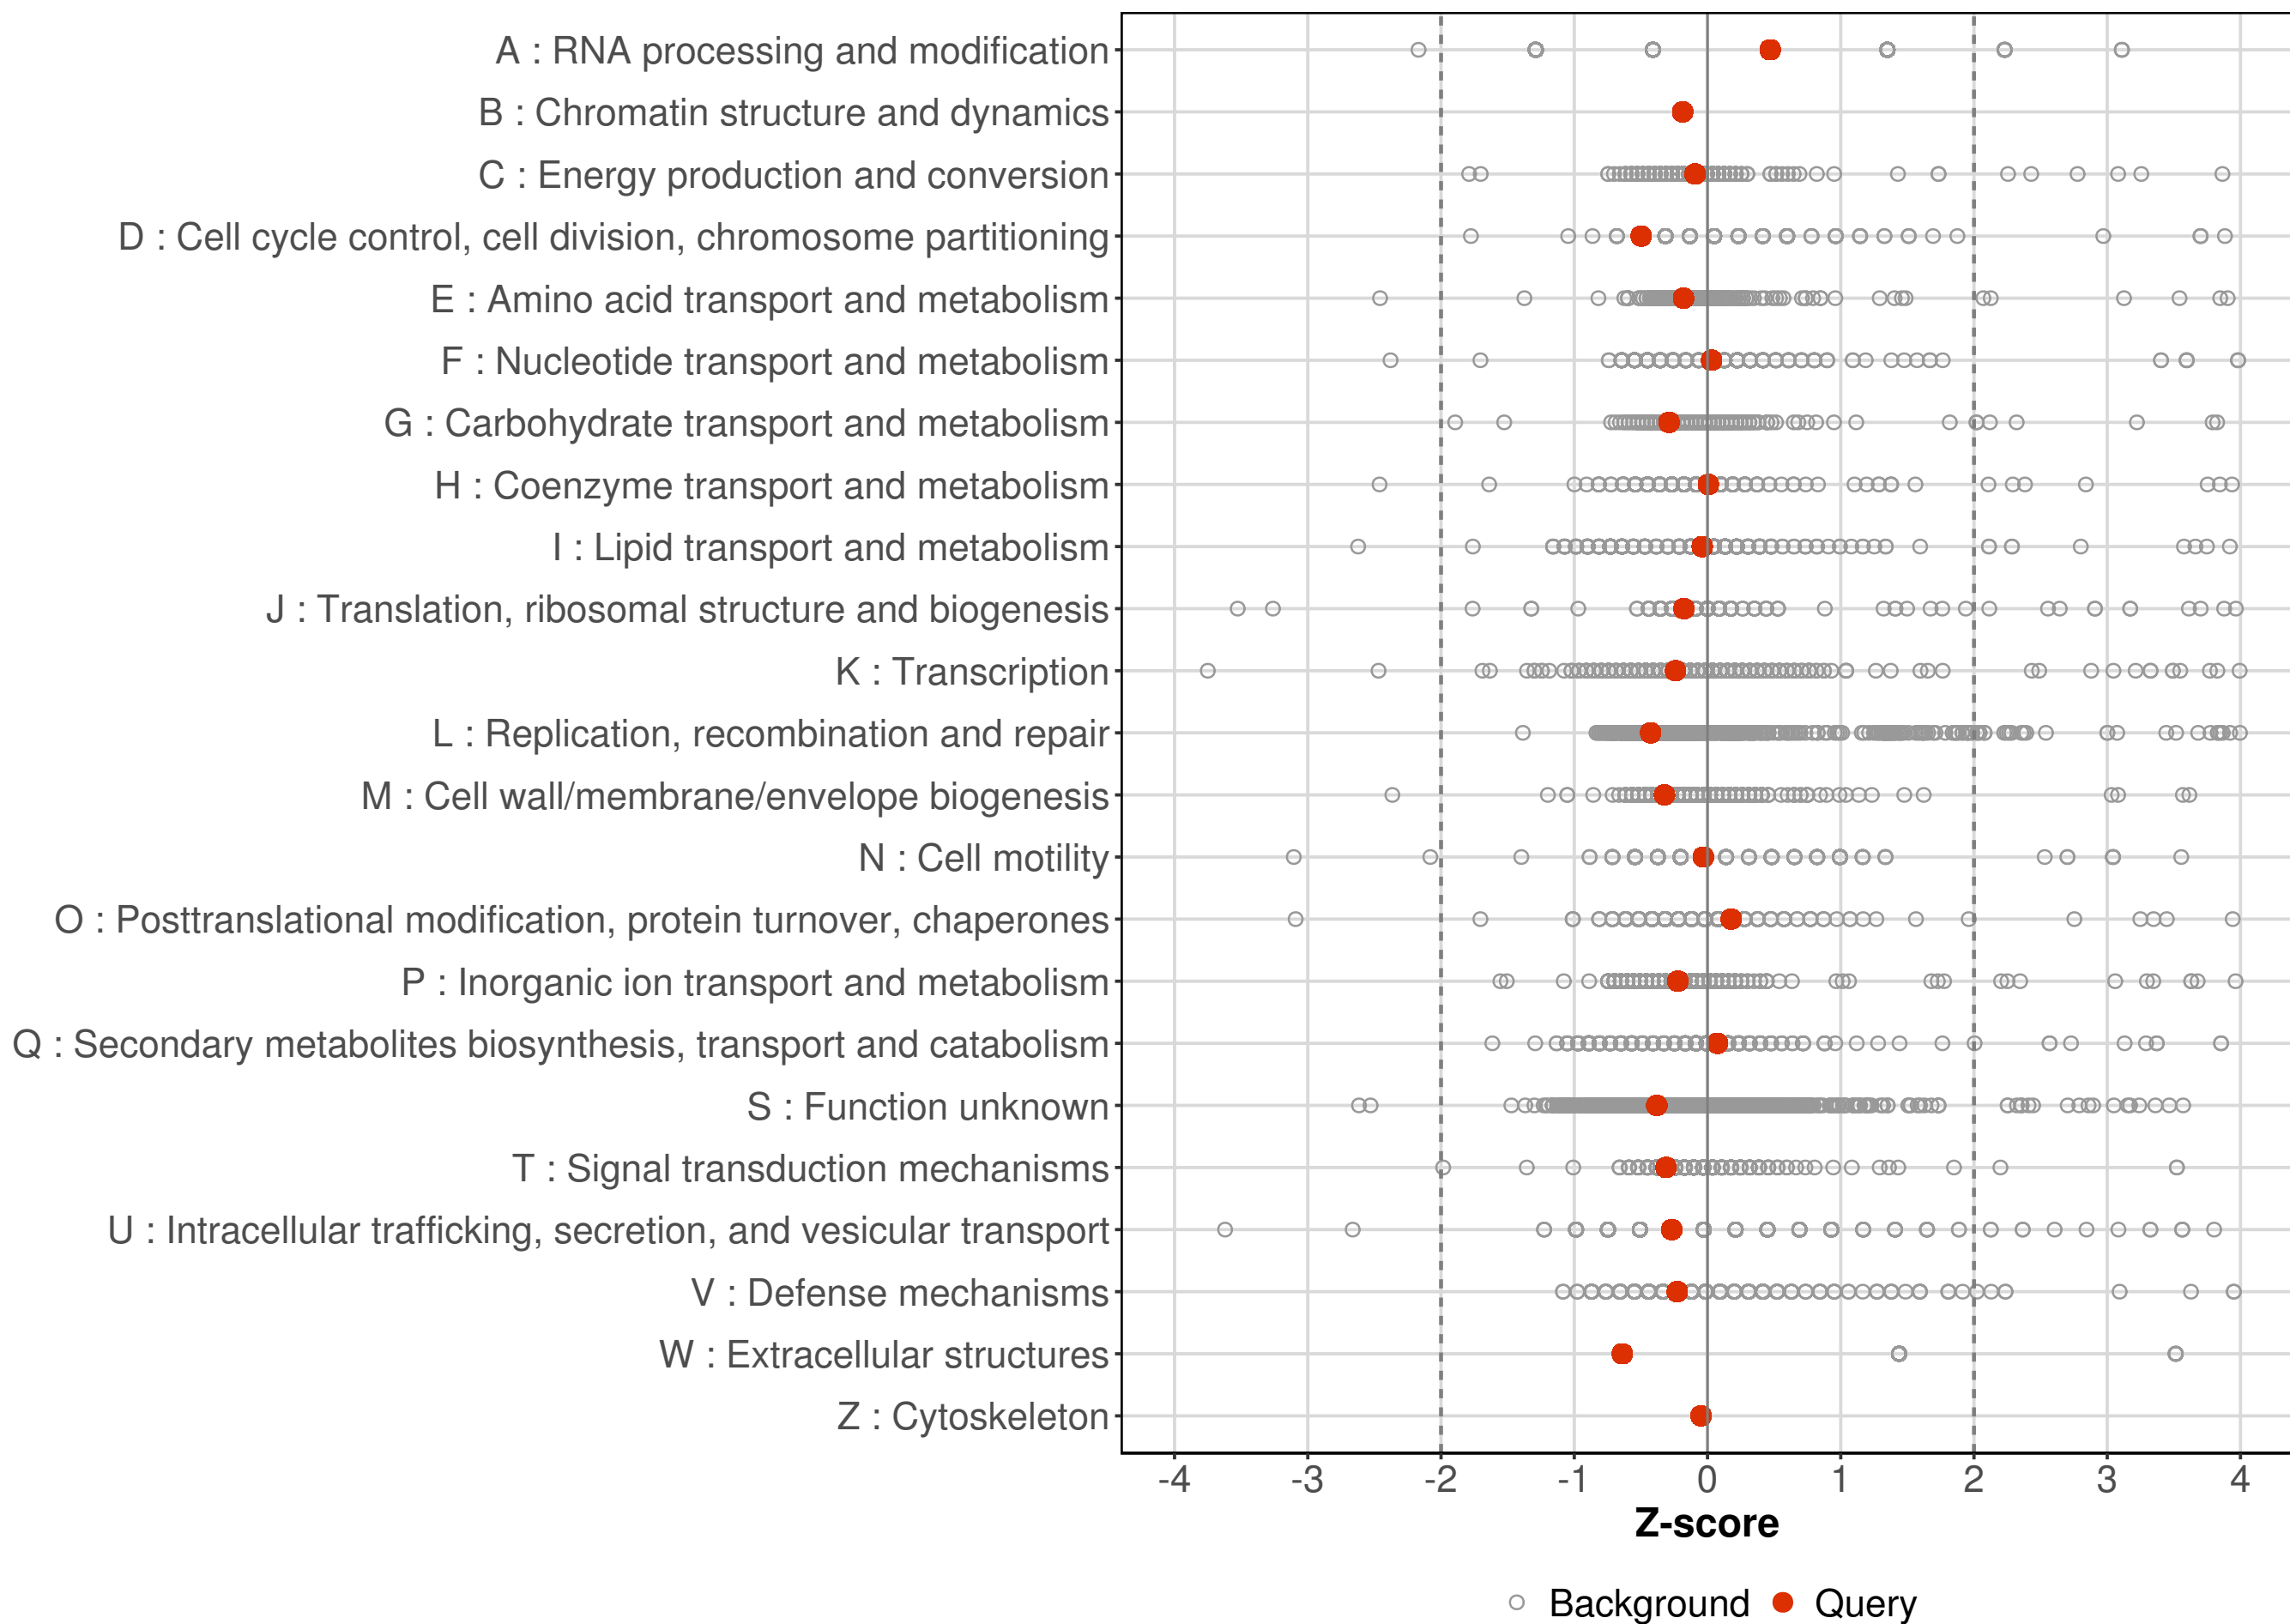 A : RNA processing and modification
B : Chromatin structure and dynamics
C : Energy production and conversion
D : Cell cycle control, cell division, chromosome partitioning
E : Amino acid transport and metabolism
F : Nucleotide transport and metabolism
G : Carbohydrate transport and metabolism
H : Coenzyme transport and metabolism
I : Lipid transport and metabolism
J : Translation, ribosomal structure and biogenesis
K : Transcription
L : Replication, recombination and repair
M : Cell wall/membrane/envelope biogenesis
N : Cell motility
O : Posttranslational modification, protein turnover, chaperones
P : Inorganic ion transport and metabolism
Q : Secondary metabolites biosynthesis, transport and catabolism
S : Function unknown
T : Signal transduction mechanisms
U : Intracellular trafficking, secretion, and vesicular transport
V : Defense mechanisms
W : Extracellular structures
Z : Cytoskeleton
-4 -3 -2 -1 0 1 2 3 4
Z-score
Background Query